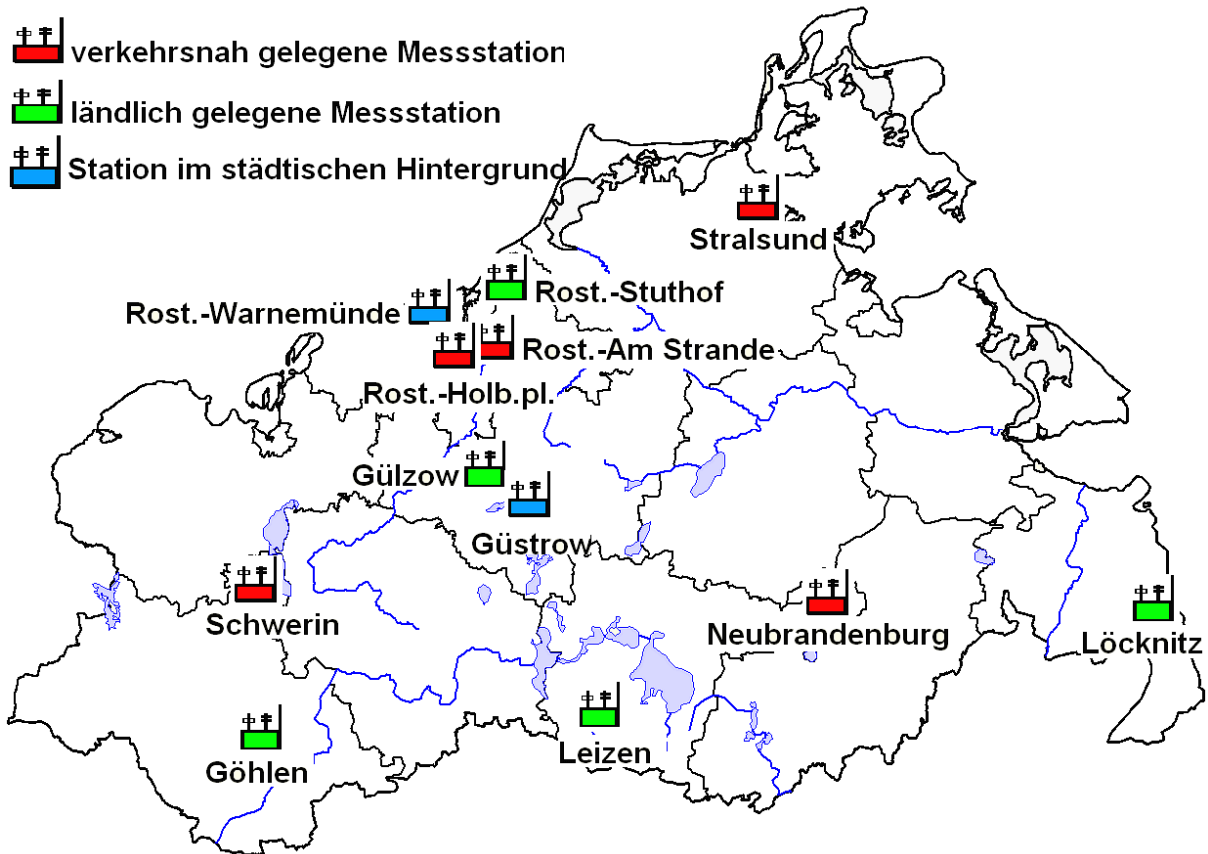 verkehrsnah gelegene Messstation
ländlich gelegene Messstation
Station im städtischen Hintergrund
Stralsund
Rost.-Stuthof
Rost.-Warnemünde
Rost.-Am Strande
Rost.-Holb.pl.
Gülzow
Güstrow
Schwerin
Neubrandenburg
Löcknitz
Leizen
Göhlen